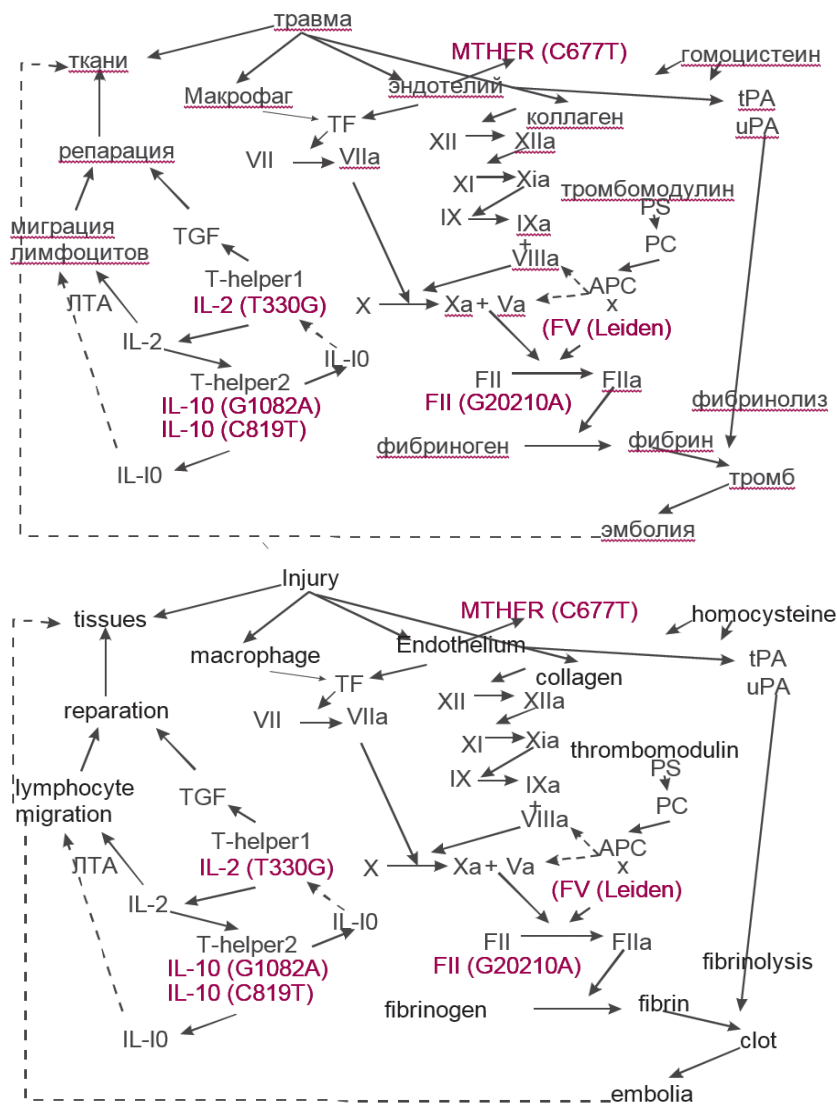 травма
ткани
MTHFR (C677T)
гомоцистеин
Макрофаг
эндотелий
tPA
uPA
TF
коллаген
VII
VIIa
XII
XIIa
репарация
XI
Xia
тромбомодулин
PS
IX
IXa
PC
миграция
лимфоцитов
TGF
+
VIIIa
T-helper1
APC
ЛТА
IL-2 (T330G)
X
Xa + Va
x
(FV (Leiden)
IL-2
IL-I0
T-helper2
FII
FIIa
IL-10 (G1082A)
FII (G20210A)
фибринолиз
IL-10 (C819T)
фибриноген
фибрин
IL-I0
тромб
эмболия
Injury
tissues
MTHFR (C677T)
homocysteine
macrophage
Endothelium
tPA
uPA
TF
collagen
VII
VIIa
XII
XIIa
reparation
XI
Xia
thrombomodulin
PS
IX
IXa
PC
lymphocyte
migration
TGF
+
VIIIa
T-helper1
APC
ЛТА
IL-2 (T330G)
X
Xa + Va
x
(FV (Leiden)
IL-2
IL-I0
T-helper2
FII
FIIa
IL-10 (G1082A)
FII (G20210A)
fibrinolysis
IL-10 (C819T)
fibrinogen
fibrin
IL-I0
clot
embolia